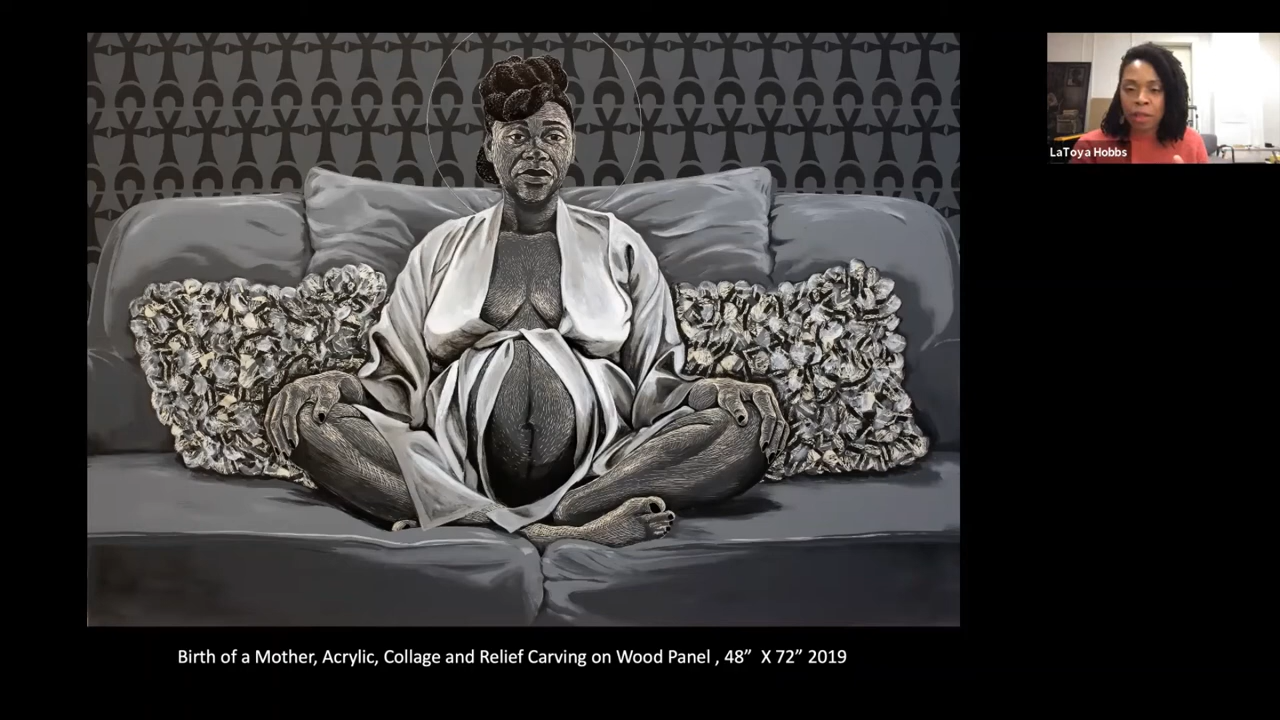 LaToya Hobbs
Birth of a Mother, Acrylic, Collage and Relief Carving on Wood Panel , 48” X 72” 2019